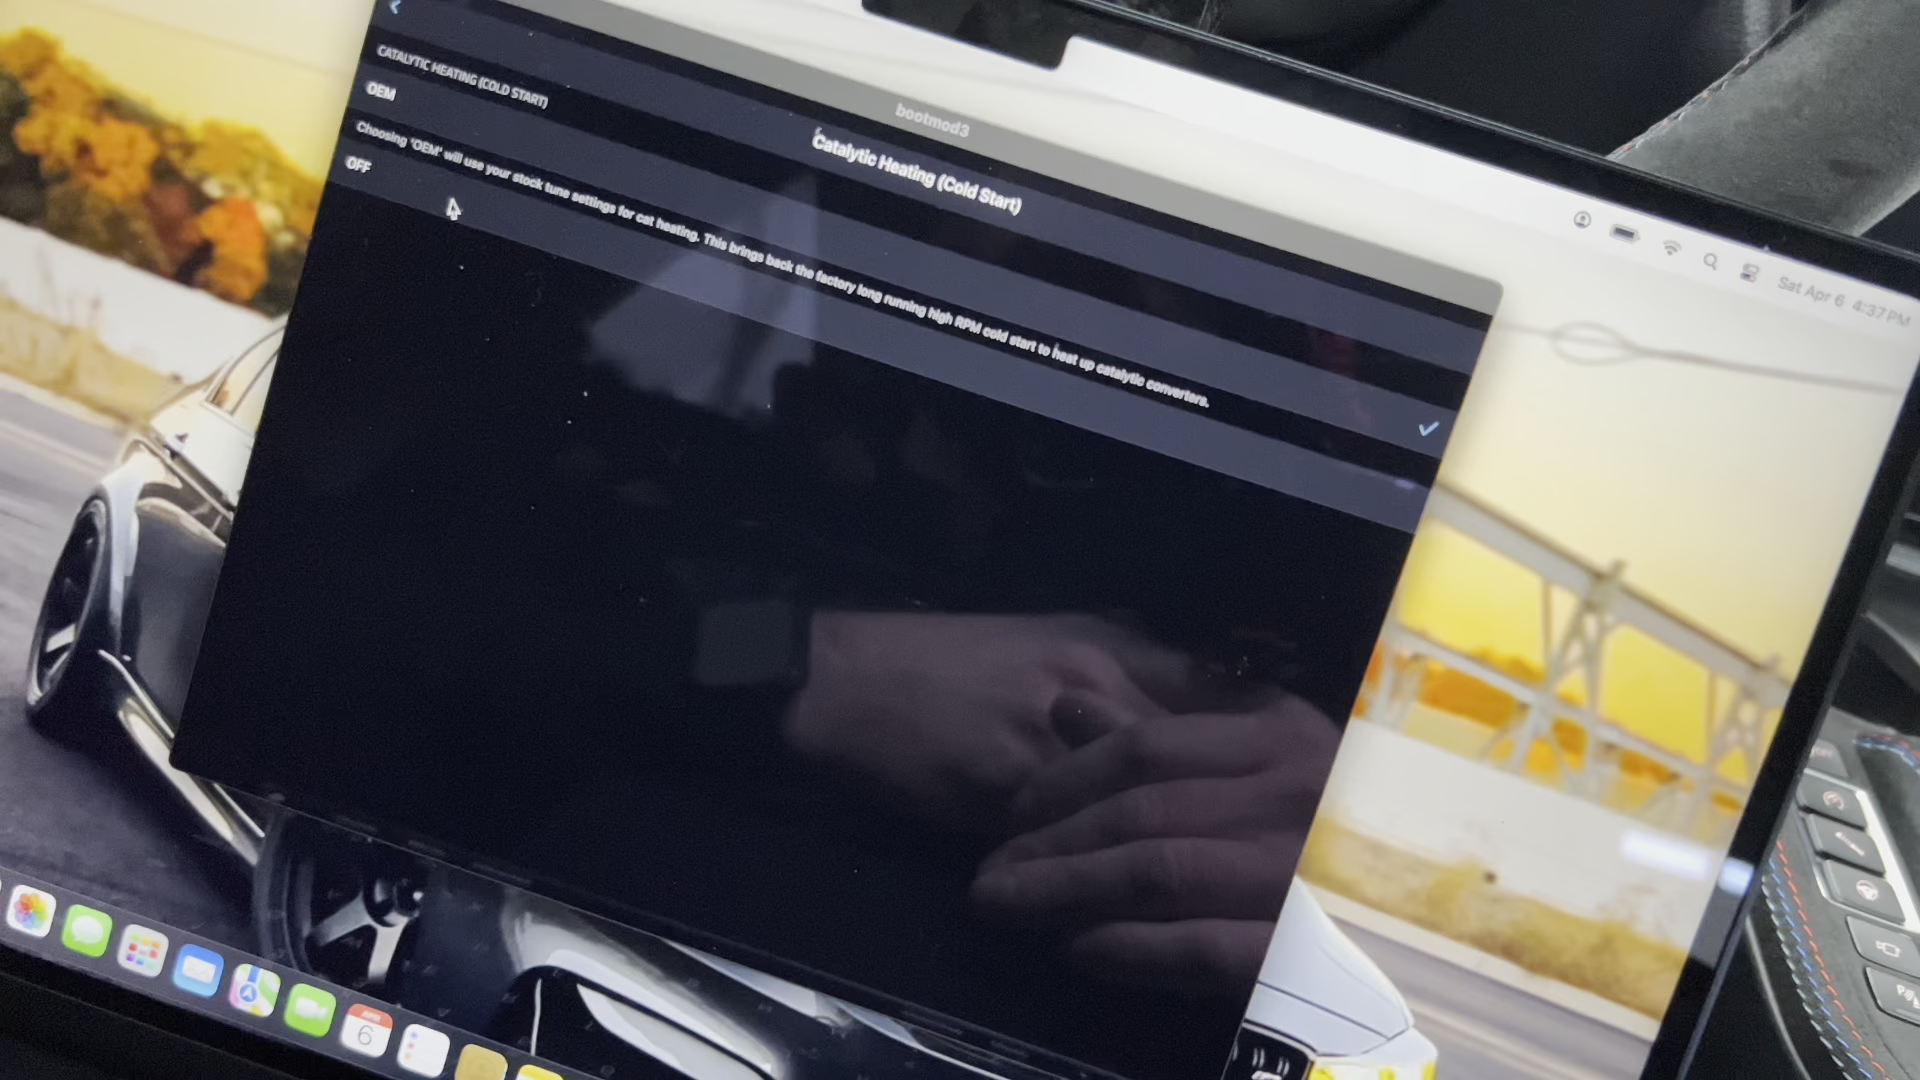 bootmod3
Catalytic Heating (Cold Start)
CATALYTIC HEATING (COLD START)
OEM
Choosing 'OEM' will use your stock tune settings for cat heating. This brings back the factory long running high RPM cold start to heat up catalytic converters.
OFF
Sat Apr 6 4:37 PM
APR
6